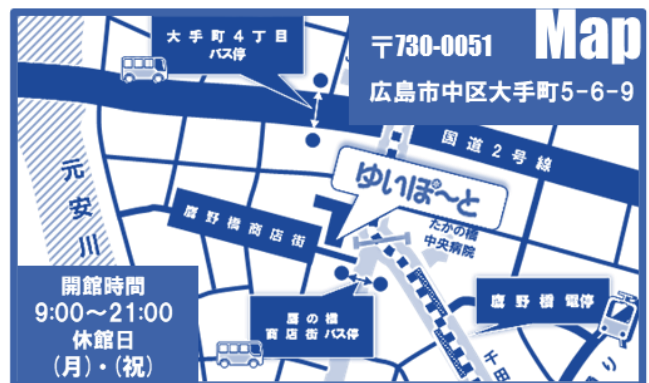 大手町4丁目
バス停
〒730-0051
Map
広島市中区大手町5-6-9
国道2号線
ゆいぽ～と
元安川
鷹野橋商店街
たかの橋
中央病院
開館時間
9:00～21:00
休館日
(月)・(祝)
鷹の橋
商店街バス停
鷹野橋電停
千田
り